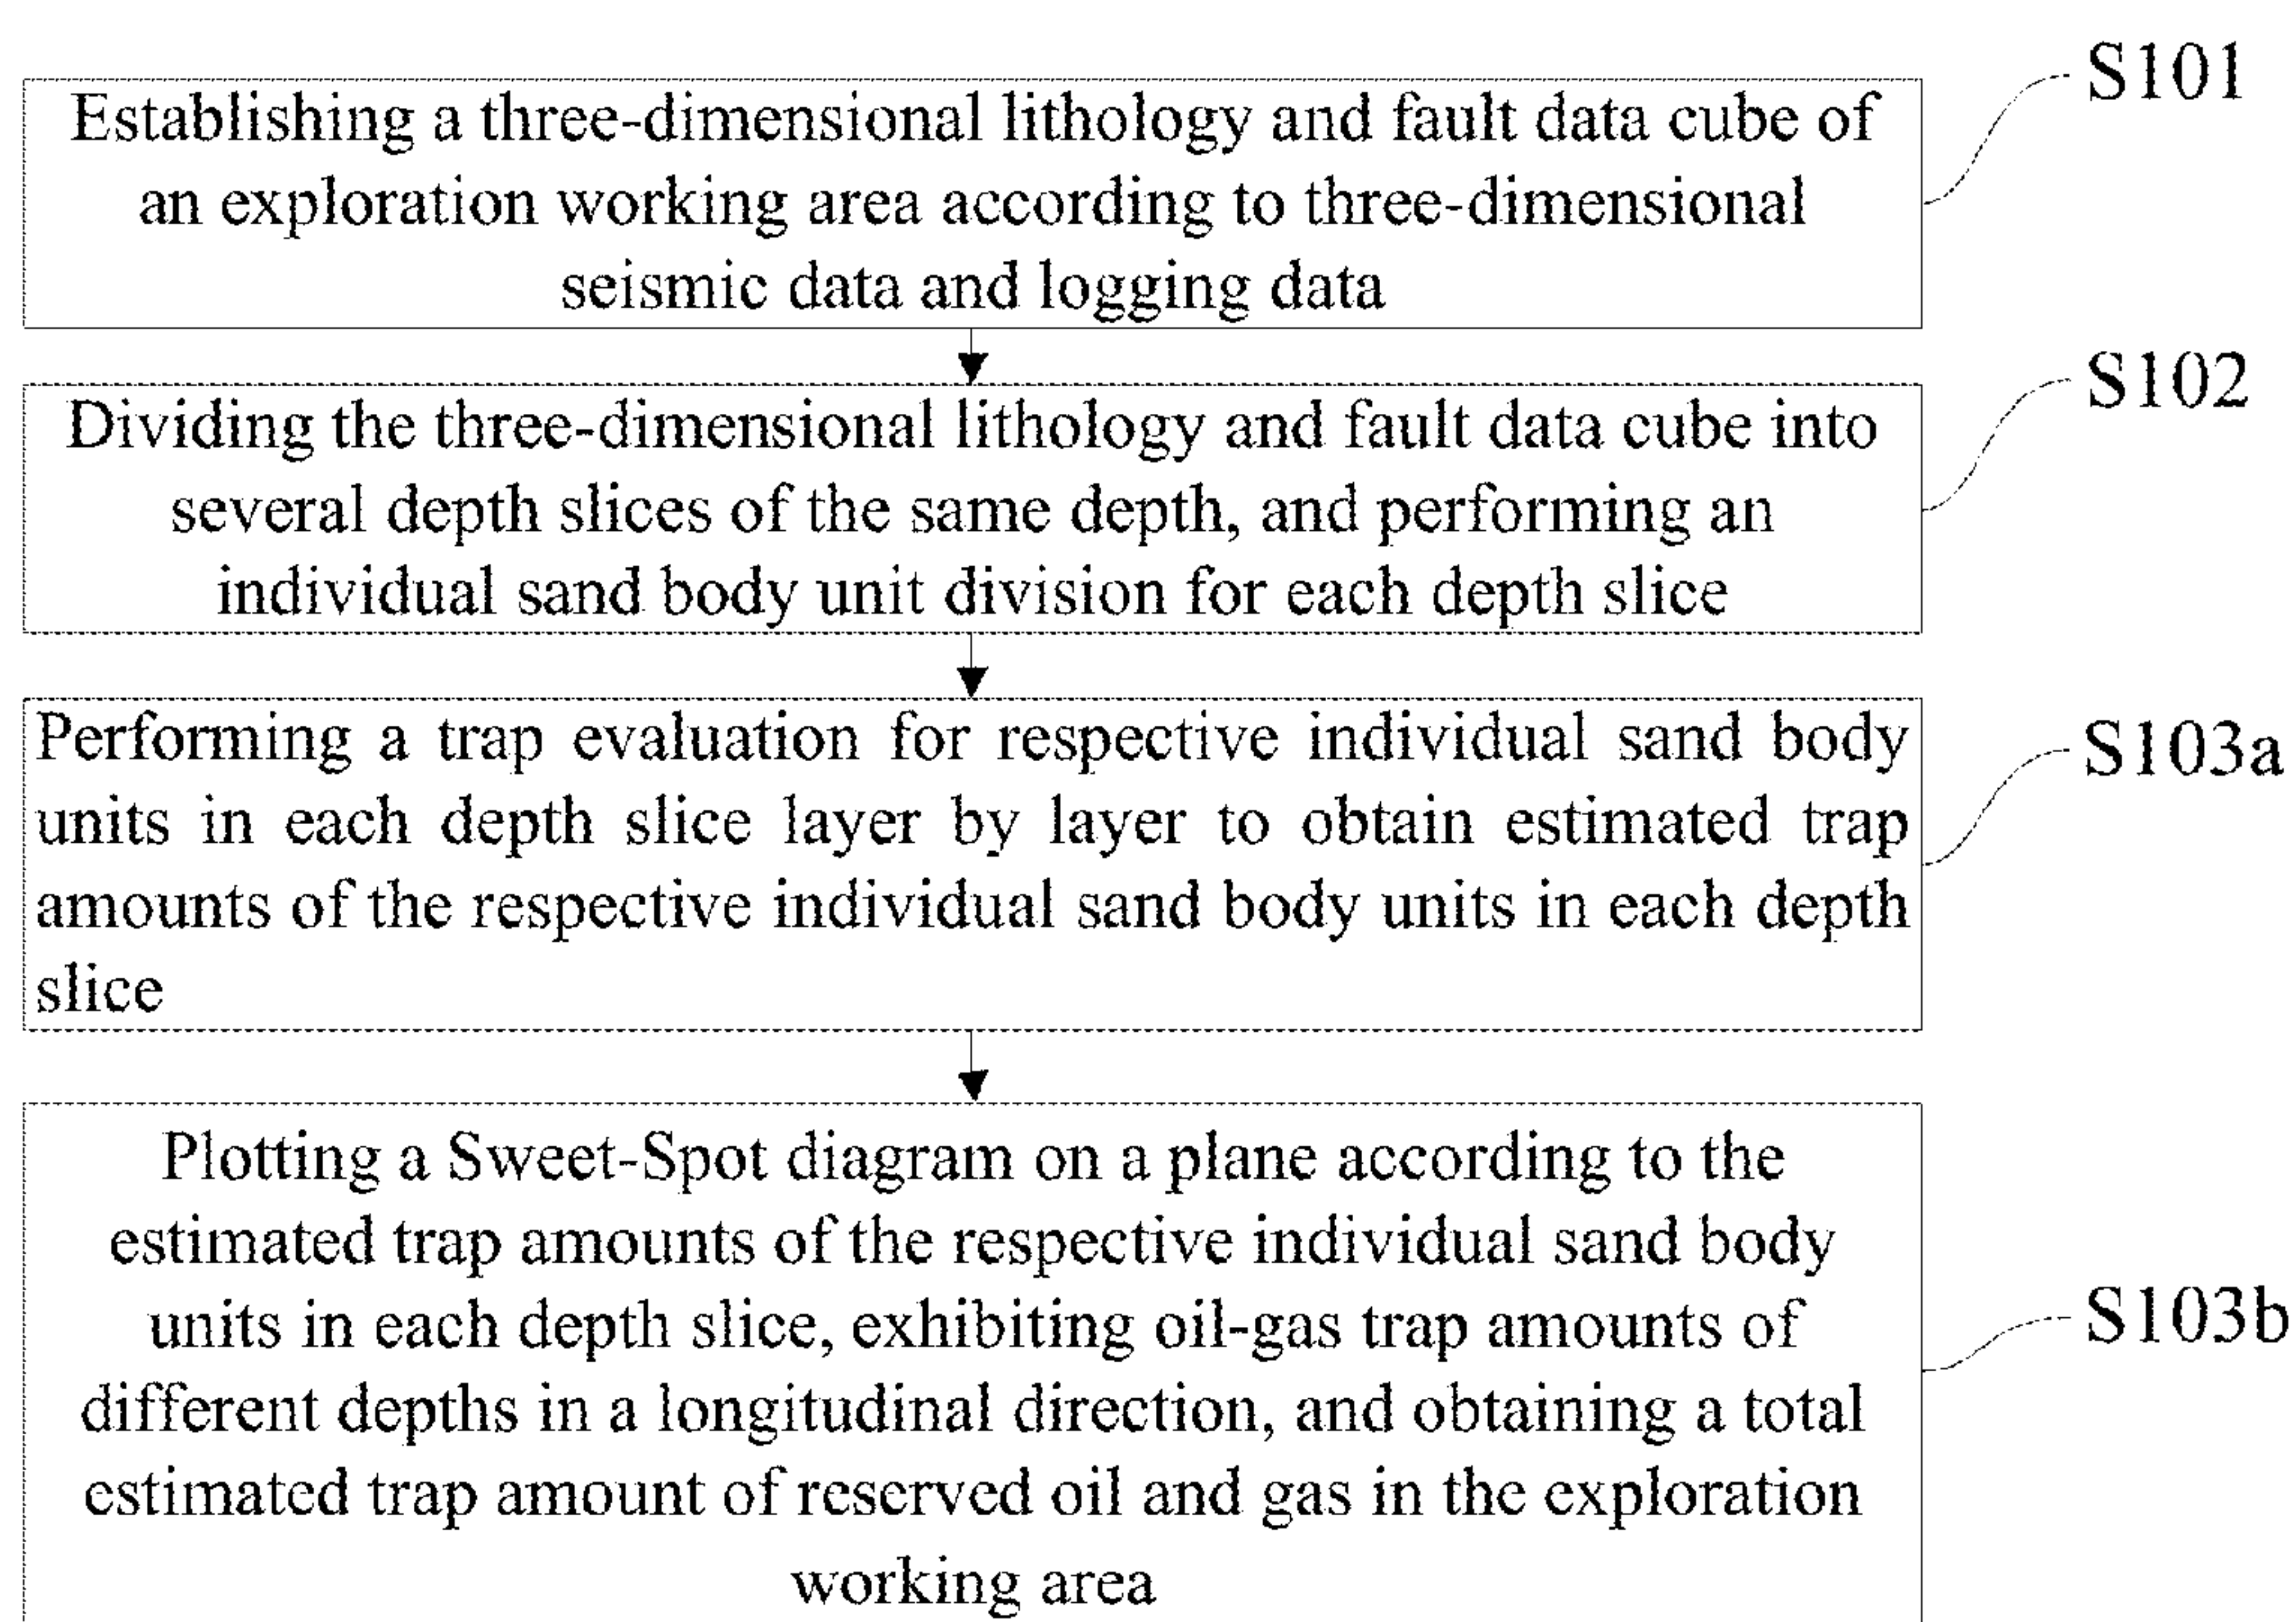 S101
Establishing a three-dimensional lithology and fault data cube of
an exploration working area according to three-dimensional
seismic data and logging data
S102
Dividing the three-dimensional lithology and fault data cube into
several depth slices of the same depth, and performing an
individual sand body unit division for each depth slice
S103a
Performing a trap evaluation for respective individual sand body
units in each depth slice layer by layer to obtain estimated trap
amounts of the respective individual sand body units in each depth
slice
Plotting a Sweet-Spot diagram on a plane according to the
estimated trap amounts of the respective individual sand body
units in each depth slice, exhibiting oil-gas trap amounts of
S103b
different depths in a longitudinal direction, and obtaining a total
estimated trap amount of reserved oil and gas in the exploration
working area